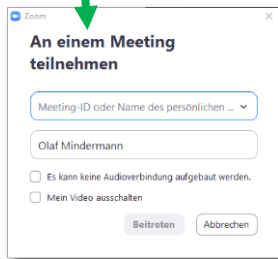 Zoom
An einem Meeting
teilnehmen
Meeting-ID oder Name des persönlichen ...
Olaf Mindermann
Es kann keine Audioverbindung aufgebaut werden.
Mein Video ausschalten
Beitreten Abbrechen